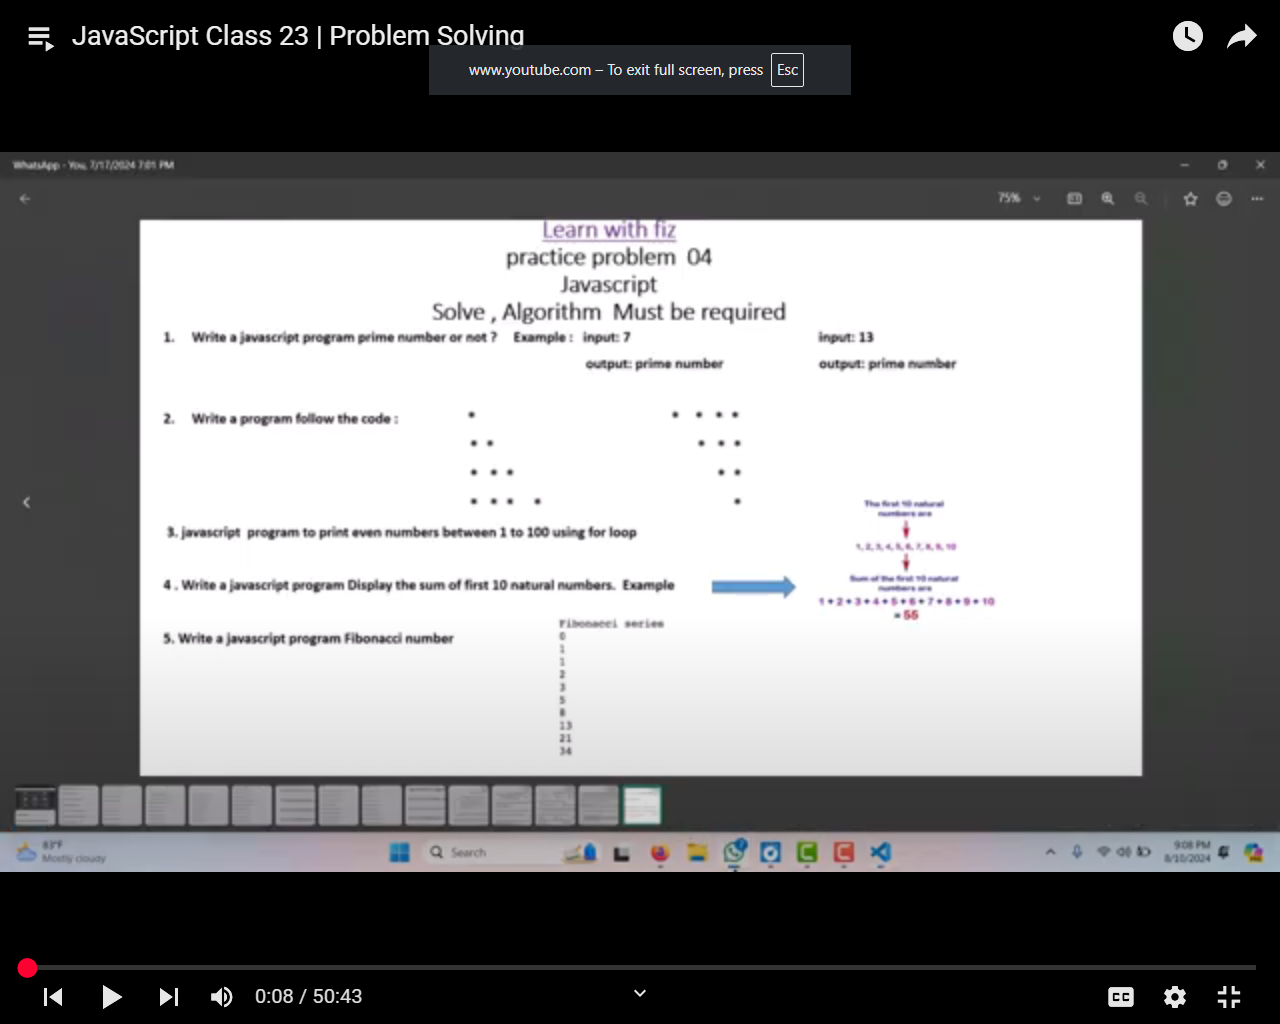 JavaScript Class 23 | Problem Solving
www.youtube.com – To exit full screen, press Esc
WhatsApp - You, 7/17/2024 7:01 PM
75%
Learn with fiz
practice problem 04
Javascript
Solve , Algorithm Must be required
1. Write a javascript program prime number or not ? Example : input: 7 input: 13
output: prime number output: prime number
2. Write a program follow the code :
* * * * *
* * * * *
* * * * *
* * * * *
The first 10 natural
numbers are
3. javascript program to print even numbers between 1 to 100 using for loop
1, 2, 3, 4, 5, 6, 7, 8, 9, 10
4 . Write a javascript program Display the sum of first 10 natural numbers. Example
Sum of the first 10 natural
numbers are
1 + 2 + 3 + 4 + 5 + 6 + 7 + 8 + 9 + 10
= 55
5. Write a javascript program Fibonacci number
Fibonacci series
0
1
1
2
3
5
8
13
21
34
83°F
Mostly cloudy
Search
9:08 PM
8/10/2024
0:08 / 50:43
CC